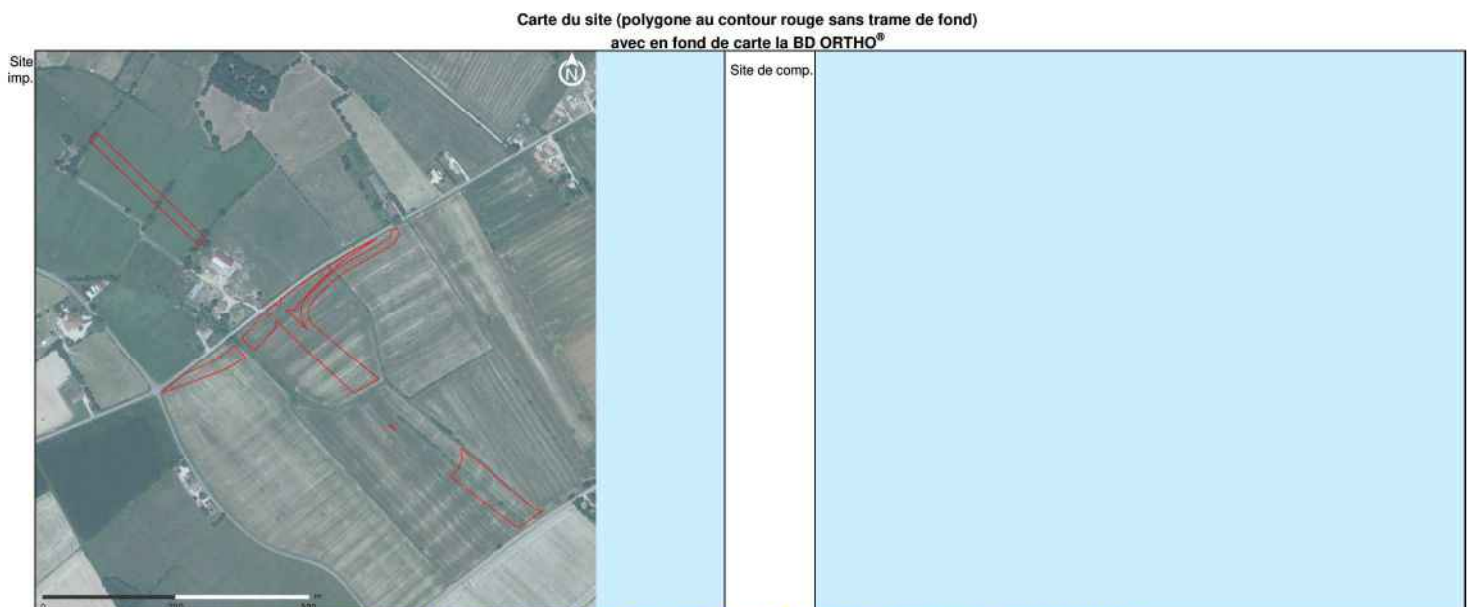 Carte du site (polygone au contour rouge sans trame de fond)
avec en fond de carte la BD ORTHO®
Site
imp.
N
Site de comp.
0